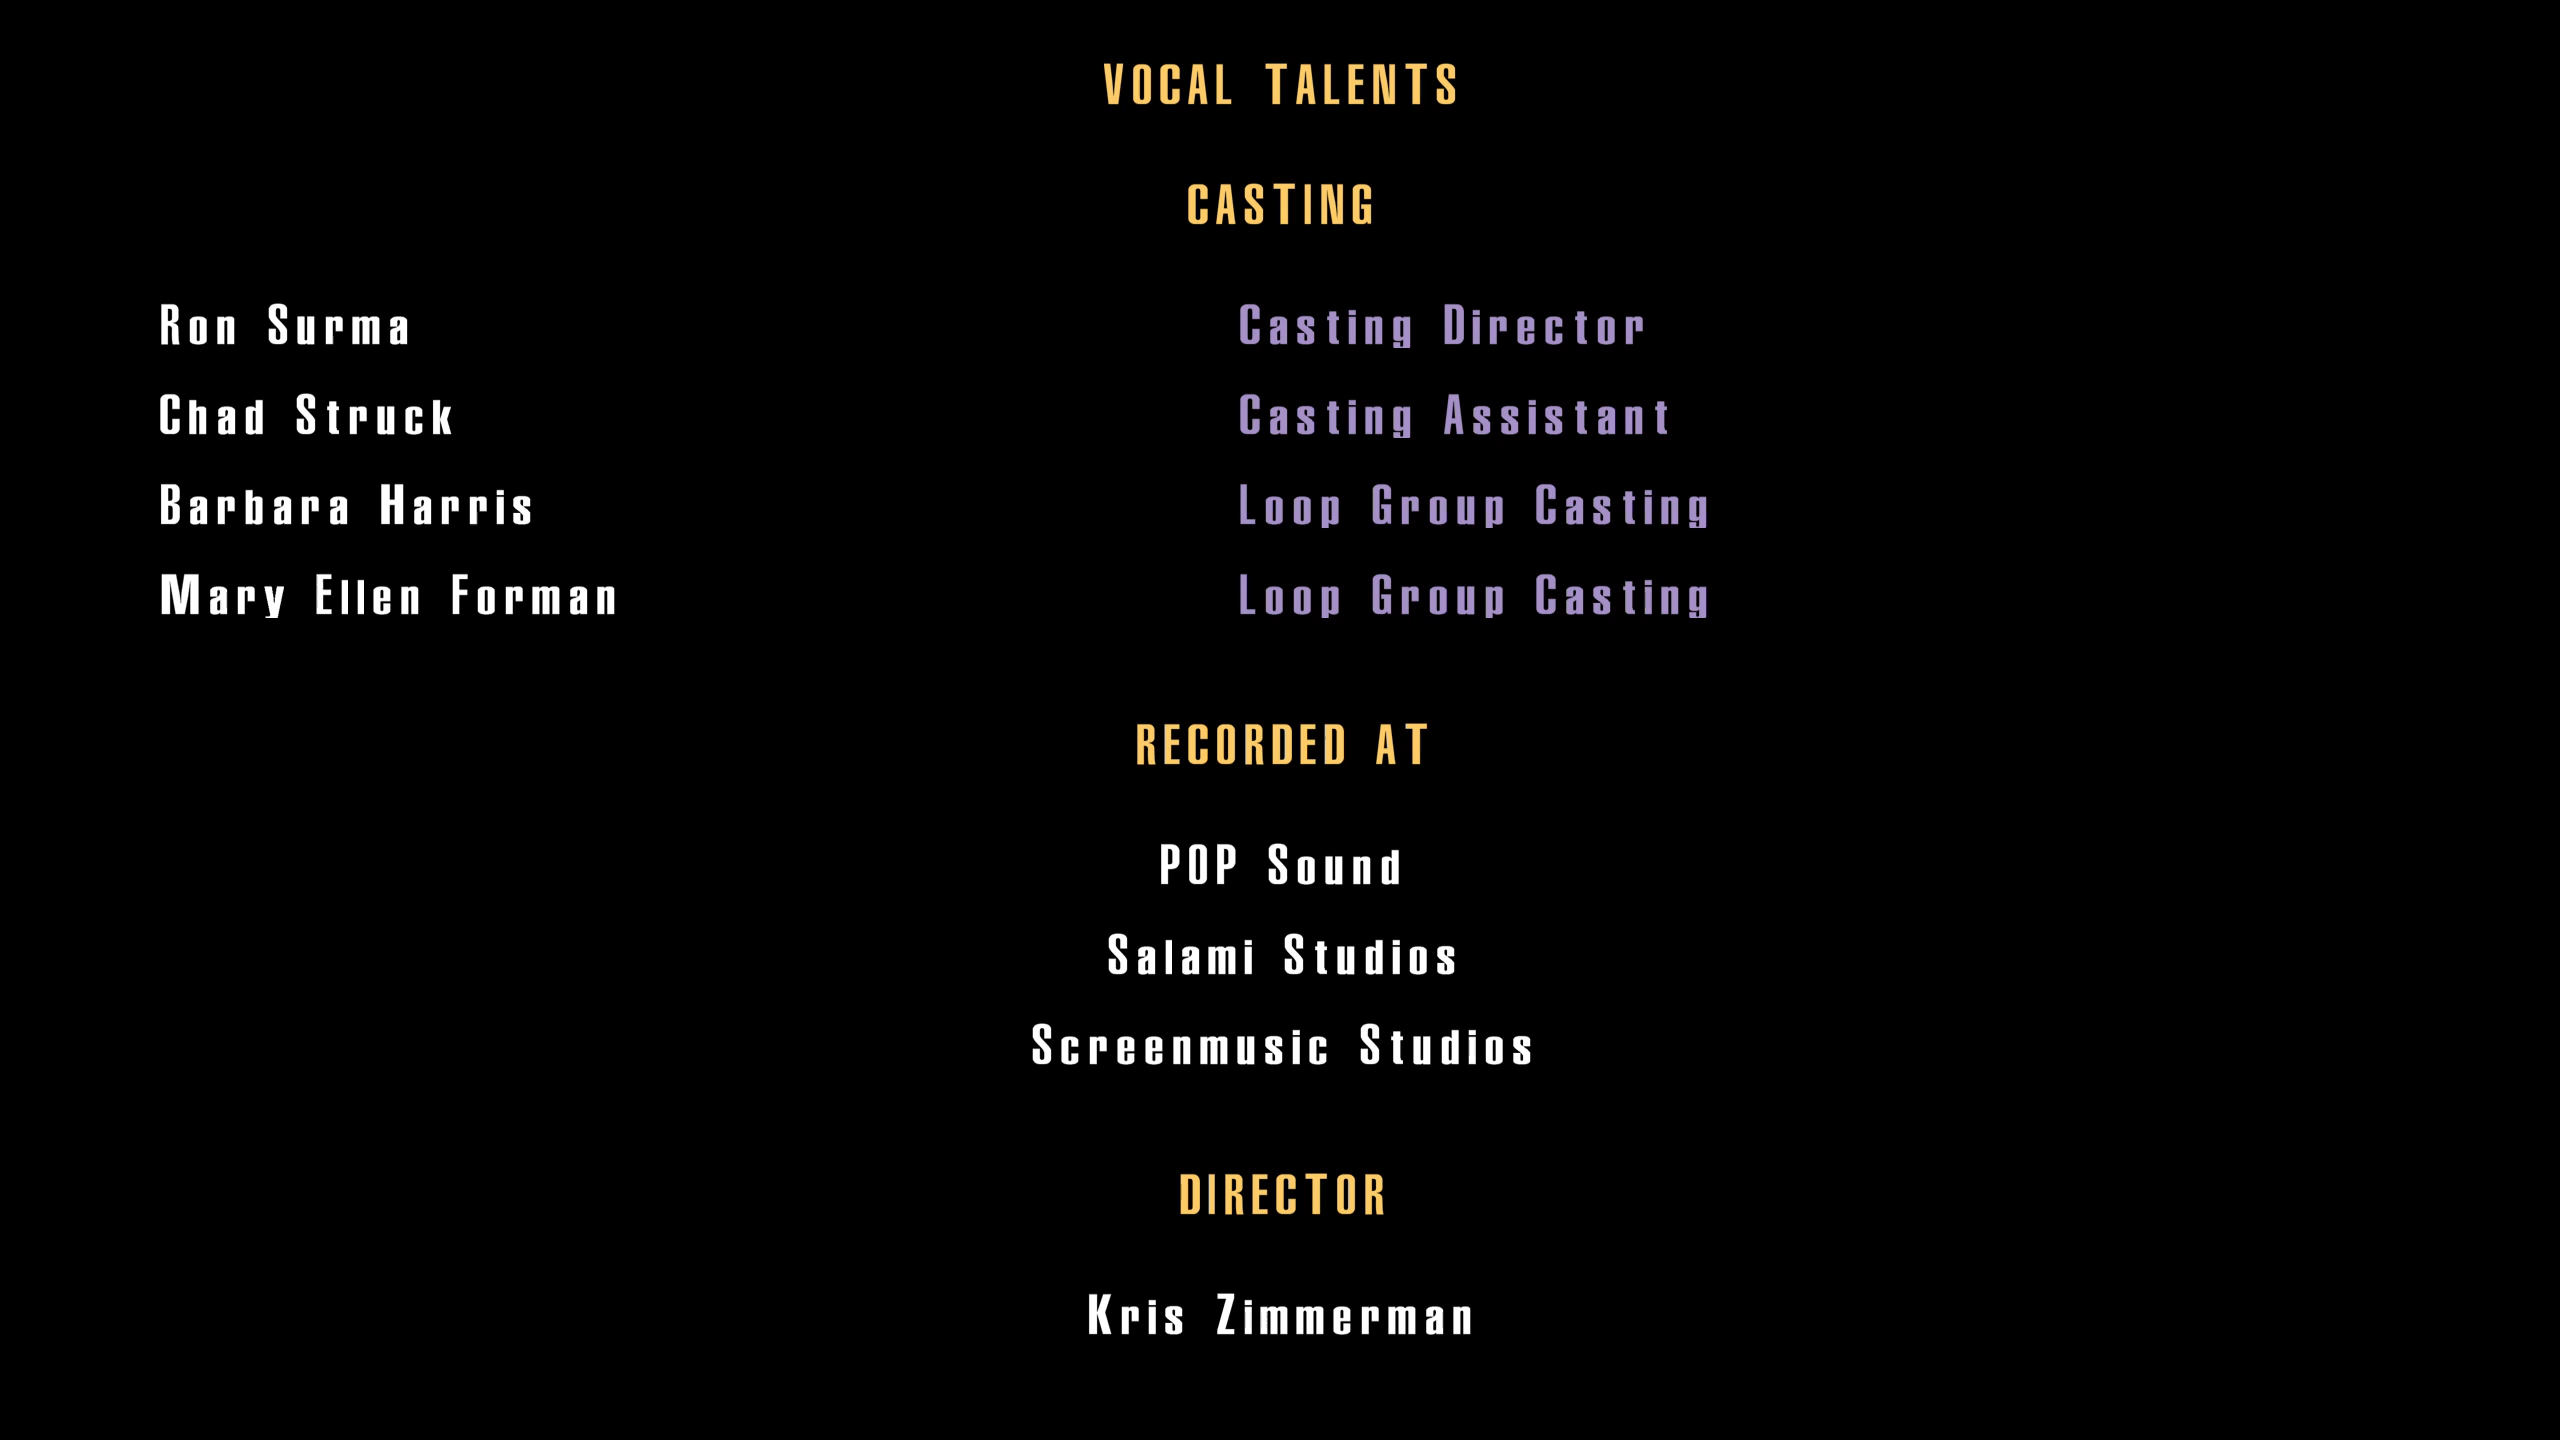 VOCAL TALENTS
CASTING
Ron Surma Casting Director
Chad Struck Casting Assistant
Barbara Harris Loop Group Casting
Mary Ellen Forman Loop Group Casting
RECORDED AT
POP Sound
Salami Studios
Screenmusic Studios
DIRECTOR
Kris Zimmerman